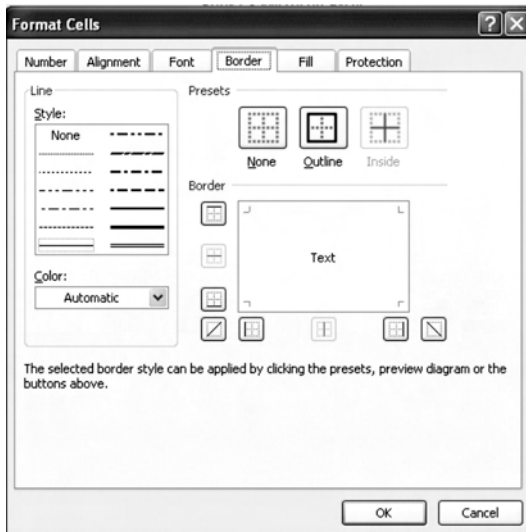 Format Cells
Number Alignment Font Border Fill Protection
Line
Style:
None
Color:
Automatic
Presets
None Outline Inside
Border
Text
The selected border style can be applied by clicking the presets, preview diagram or the
buttons above.
OK Cancel